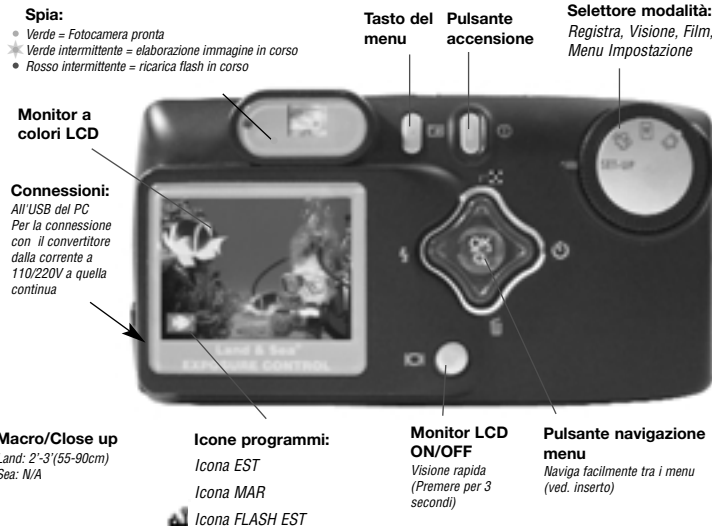 Spia:
Verde = Fotocamera pronta
Verde intermittente = elaborazione immagine in corso
Rosso intermittente = ricarica flash in corso
Tasto del
menu
Pulsante
accensione
Selettore modalità:
Registra, Visione, Film,
Menu Impostazione
Monitor a
colori LCD
Connessioni:
All'USB del PC
Per la connessione
con il convertitore
dalla corrente a
110/220V a quella
continua
SET-UP
OK
Land & Sea
EXPOSURE CONTROL
Macro/Close up
Land: 2'-3'(55-90cm)
Sea: N/A
Icone programmi:
Icona EST
Icona MAR
Icona FLASH EST
Monitor LCD
ON/OFF
Visione rapida
(Premere per 3
secondi)
Pulsante navigazione
menu
Naviga facilmente tra i menu
(ved. inserto)